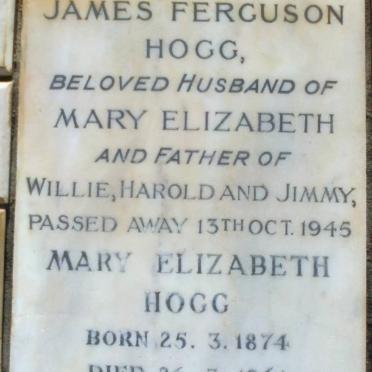 JAMES FERGUSON
HOGG,
BELOVED HUSBAND OF
MARY ELIZABETH
AND FATHER OF
WILLIE, HAROLD AND JIMMY,
PASSED AWAY 13TH OCT. 1945
MARY ELIZABETH
HOGG
BORN 25. 3. 1874
DIED